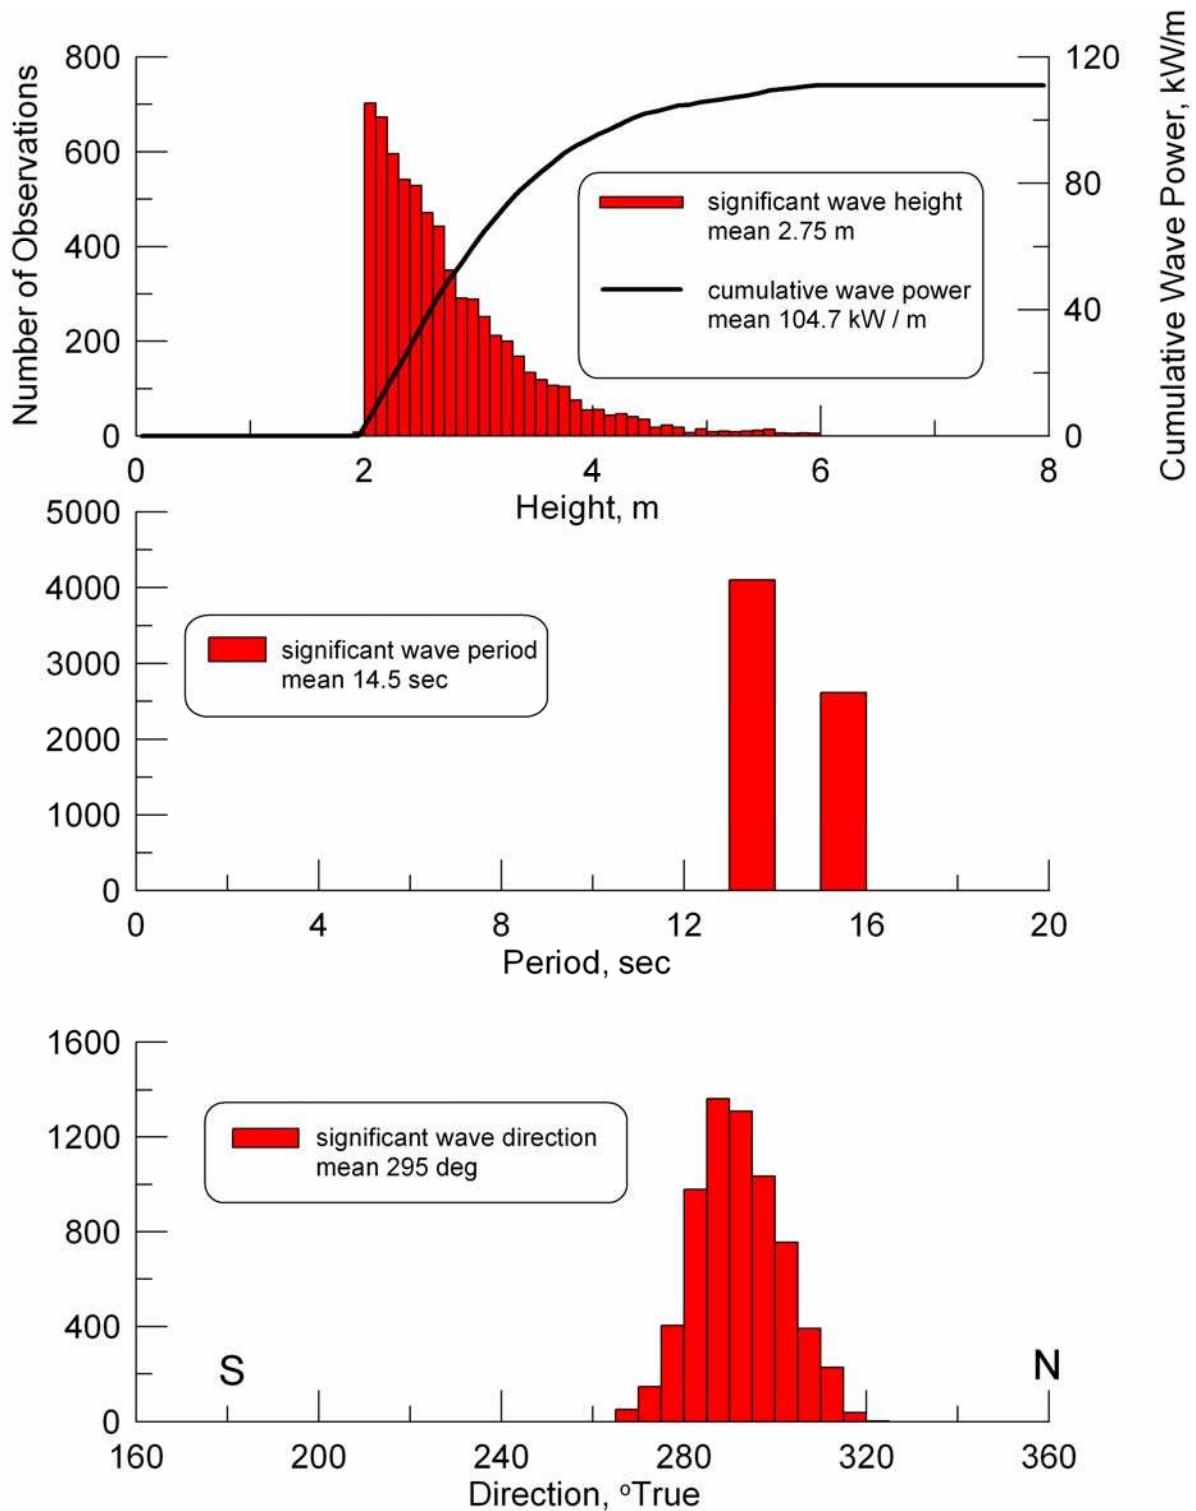 Number of Observations
800
600
400
200
0
120
80
40
0
Cumulative Wave Power, kW/m
significant wave height
mean 2.75 m
cumulative wave power
mean 104.7 kW / m
0 2 4 6 8
Height, m
5000
4000
3000
2000
1000
0
significant wave period
mean 14.5 sec
0 4 8 12 16 20
Period, sec
1600
1200
800
400
0
significant wave direction
mean 295 deg
S N
160 200 240 280 320 360
Direction, ºTrue